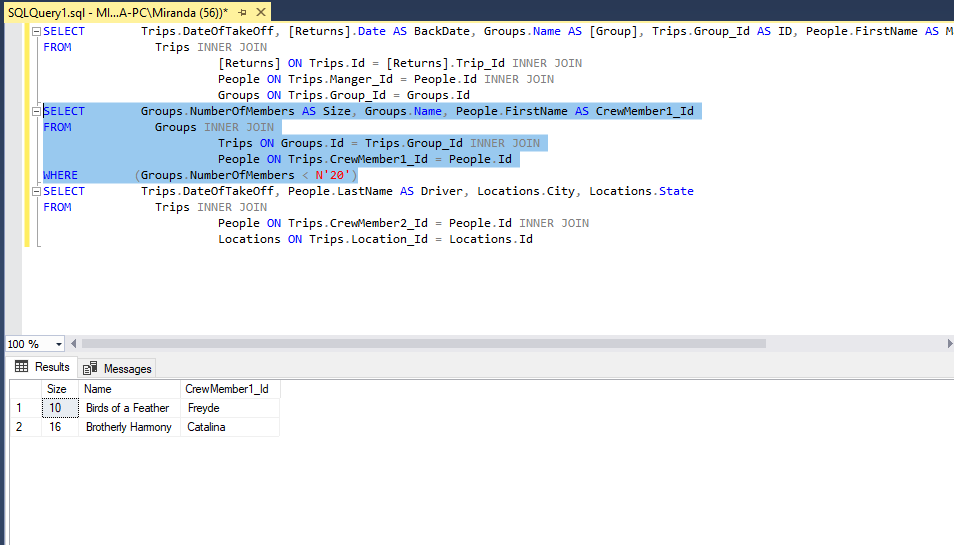 SQLQuery1.sql - MI...A-PC\Miranda (56))*
SELECT Trips.DateOfTakeOff, [Returns].Date AS BackDate, Groups.Name AS [Group], Trips.Group_Id AS ID, People.FirstName AS M
FROM Trips INNER JOIN
[Returns] ON Trips.Id = [Returns].Trip_Id INNER JOIN
People ON Trips.Manger_Id = People.Id INNER JOIN
Groups ON Trips.Group_Id = Groups.Id
SELECT Groups.NumberOfMembers AS Size, Groups.Name, People.FirstName AS CrewMember1_Id
FROM Groups INNER JOIN
Trips ON Groups.Id = Trips.Group_Id INNER JOIN
People ON Trips.CrewMember1_Id = People.Id
WHERE (Groups.NumberOfMembers < N'20')
SELECT Trips.DateOfTakeOff, People.LastName AS Driver, Locations.City, Locations.State
FROM Trips INNER JOIN
People ON Trips.CrewMember2_Id = People.Id INNER JOIN
Locations ON Trips.Location_Id = Locations.Id
100 %
Results Messages
Size Name CrewMember1_Id
1 10 Birds of a Feather Freyde
2 16 Brotherly Harmony Catalina